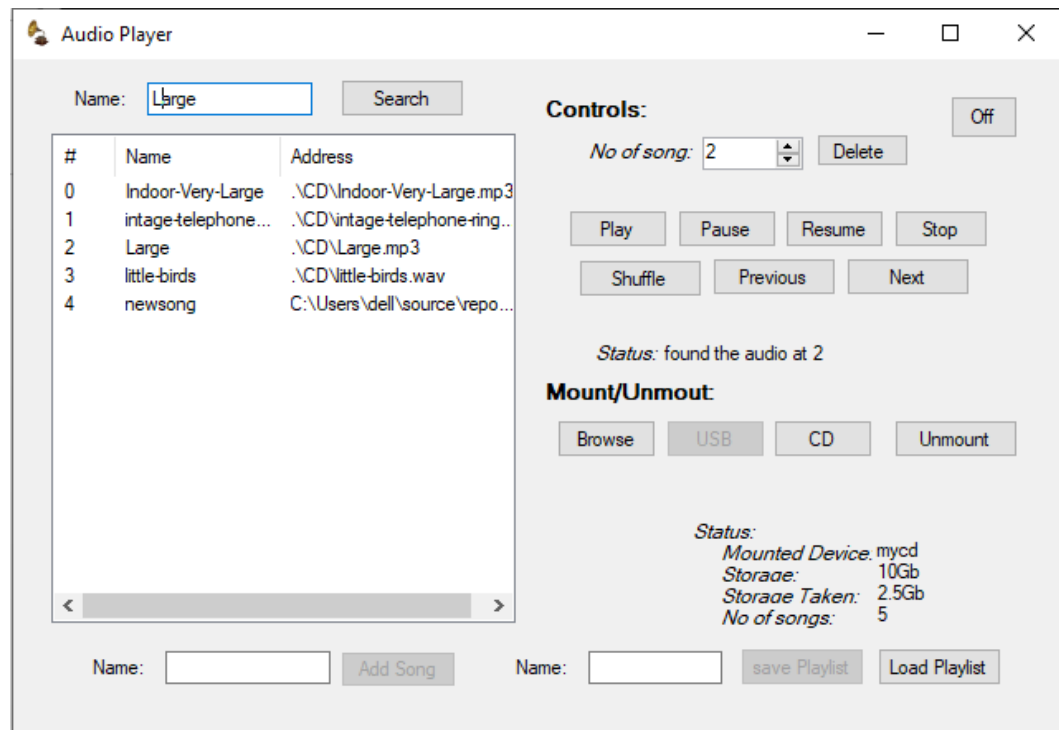 Audio Player
Name: Large Search
# Name Address
0 Indoor-Very-Large .\CD\Indoor-Very-Large.mp3
1 intage-telephone... .\CD\intage-telephone-ring...
2 Large .\CD\Large.mp3
3 little-birds .\CD\little-birds.wav
4 newsong C:\Users\dell\source\repo...
Controls: Off
No of song: 2 Delete
Play Pause Resume Stop
Shuffle Previous Next
Status: found the audio at 2
Mount/Unmout:
Browse USB CD Unmount
Status:
Mounted Device: mycd
Storage: 10Gb
Storage Taken: 2.5Gb
No of songs: 5
Name: Add Song
Name: save Playlist Load Playlist